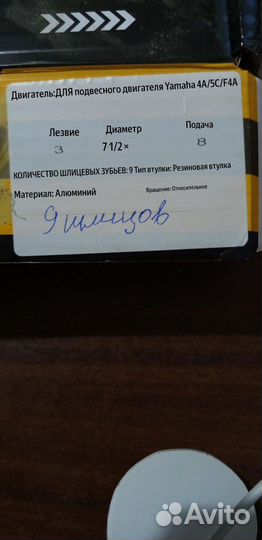 Двигатель:ДЛЯ подвесного двигателя Yamaha 4A/5C/F4A
Лезвие Диаметр Подача
3 7 1/2 × 8
КОЛИЧЕСТВО ШЛИЦЕВЫХ ЗУБЬЕВ: 9 Тип втулки: Резиновая втулка
Материал: Алюминий Вращение: Относительное
9 шлицов
Avito